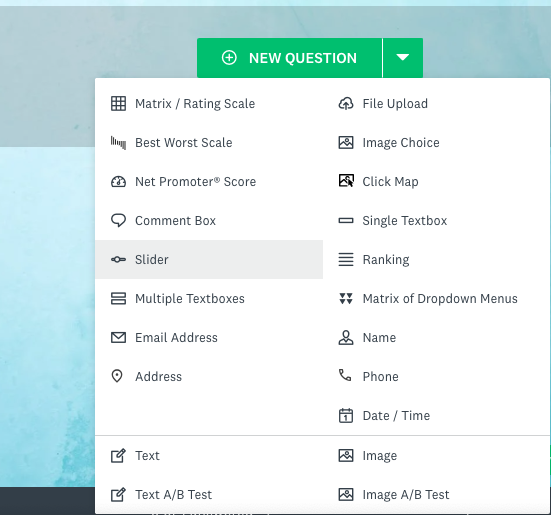 NEW QUESTION
Matrix / Rating Scale
File Upload
Best Worst Scale
Image Choice
Net Promoter® Score
Click Map
Comment Box
Single Textbox
Slider
Ranking
Multiple Textboxes
Matrix of Dropdown Menus
Email Address
Name
Address
Phone
Date / Time
Text
Image
Text A/B Test
Image A/B Test